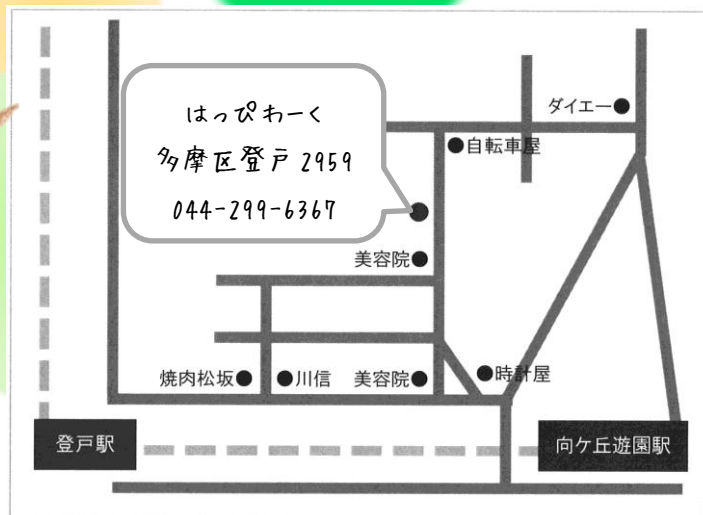 はっぴわーく
多摩区登戸2959
044-299-6367
ダイエー
自転車屋
美容院
焼肉松坂
川信
美容院
時計屋
登戸駅
向ケ丘遊園駅